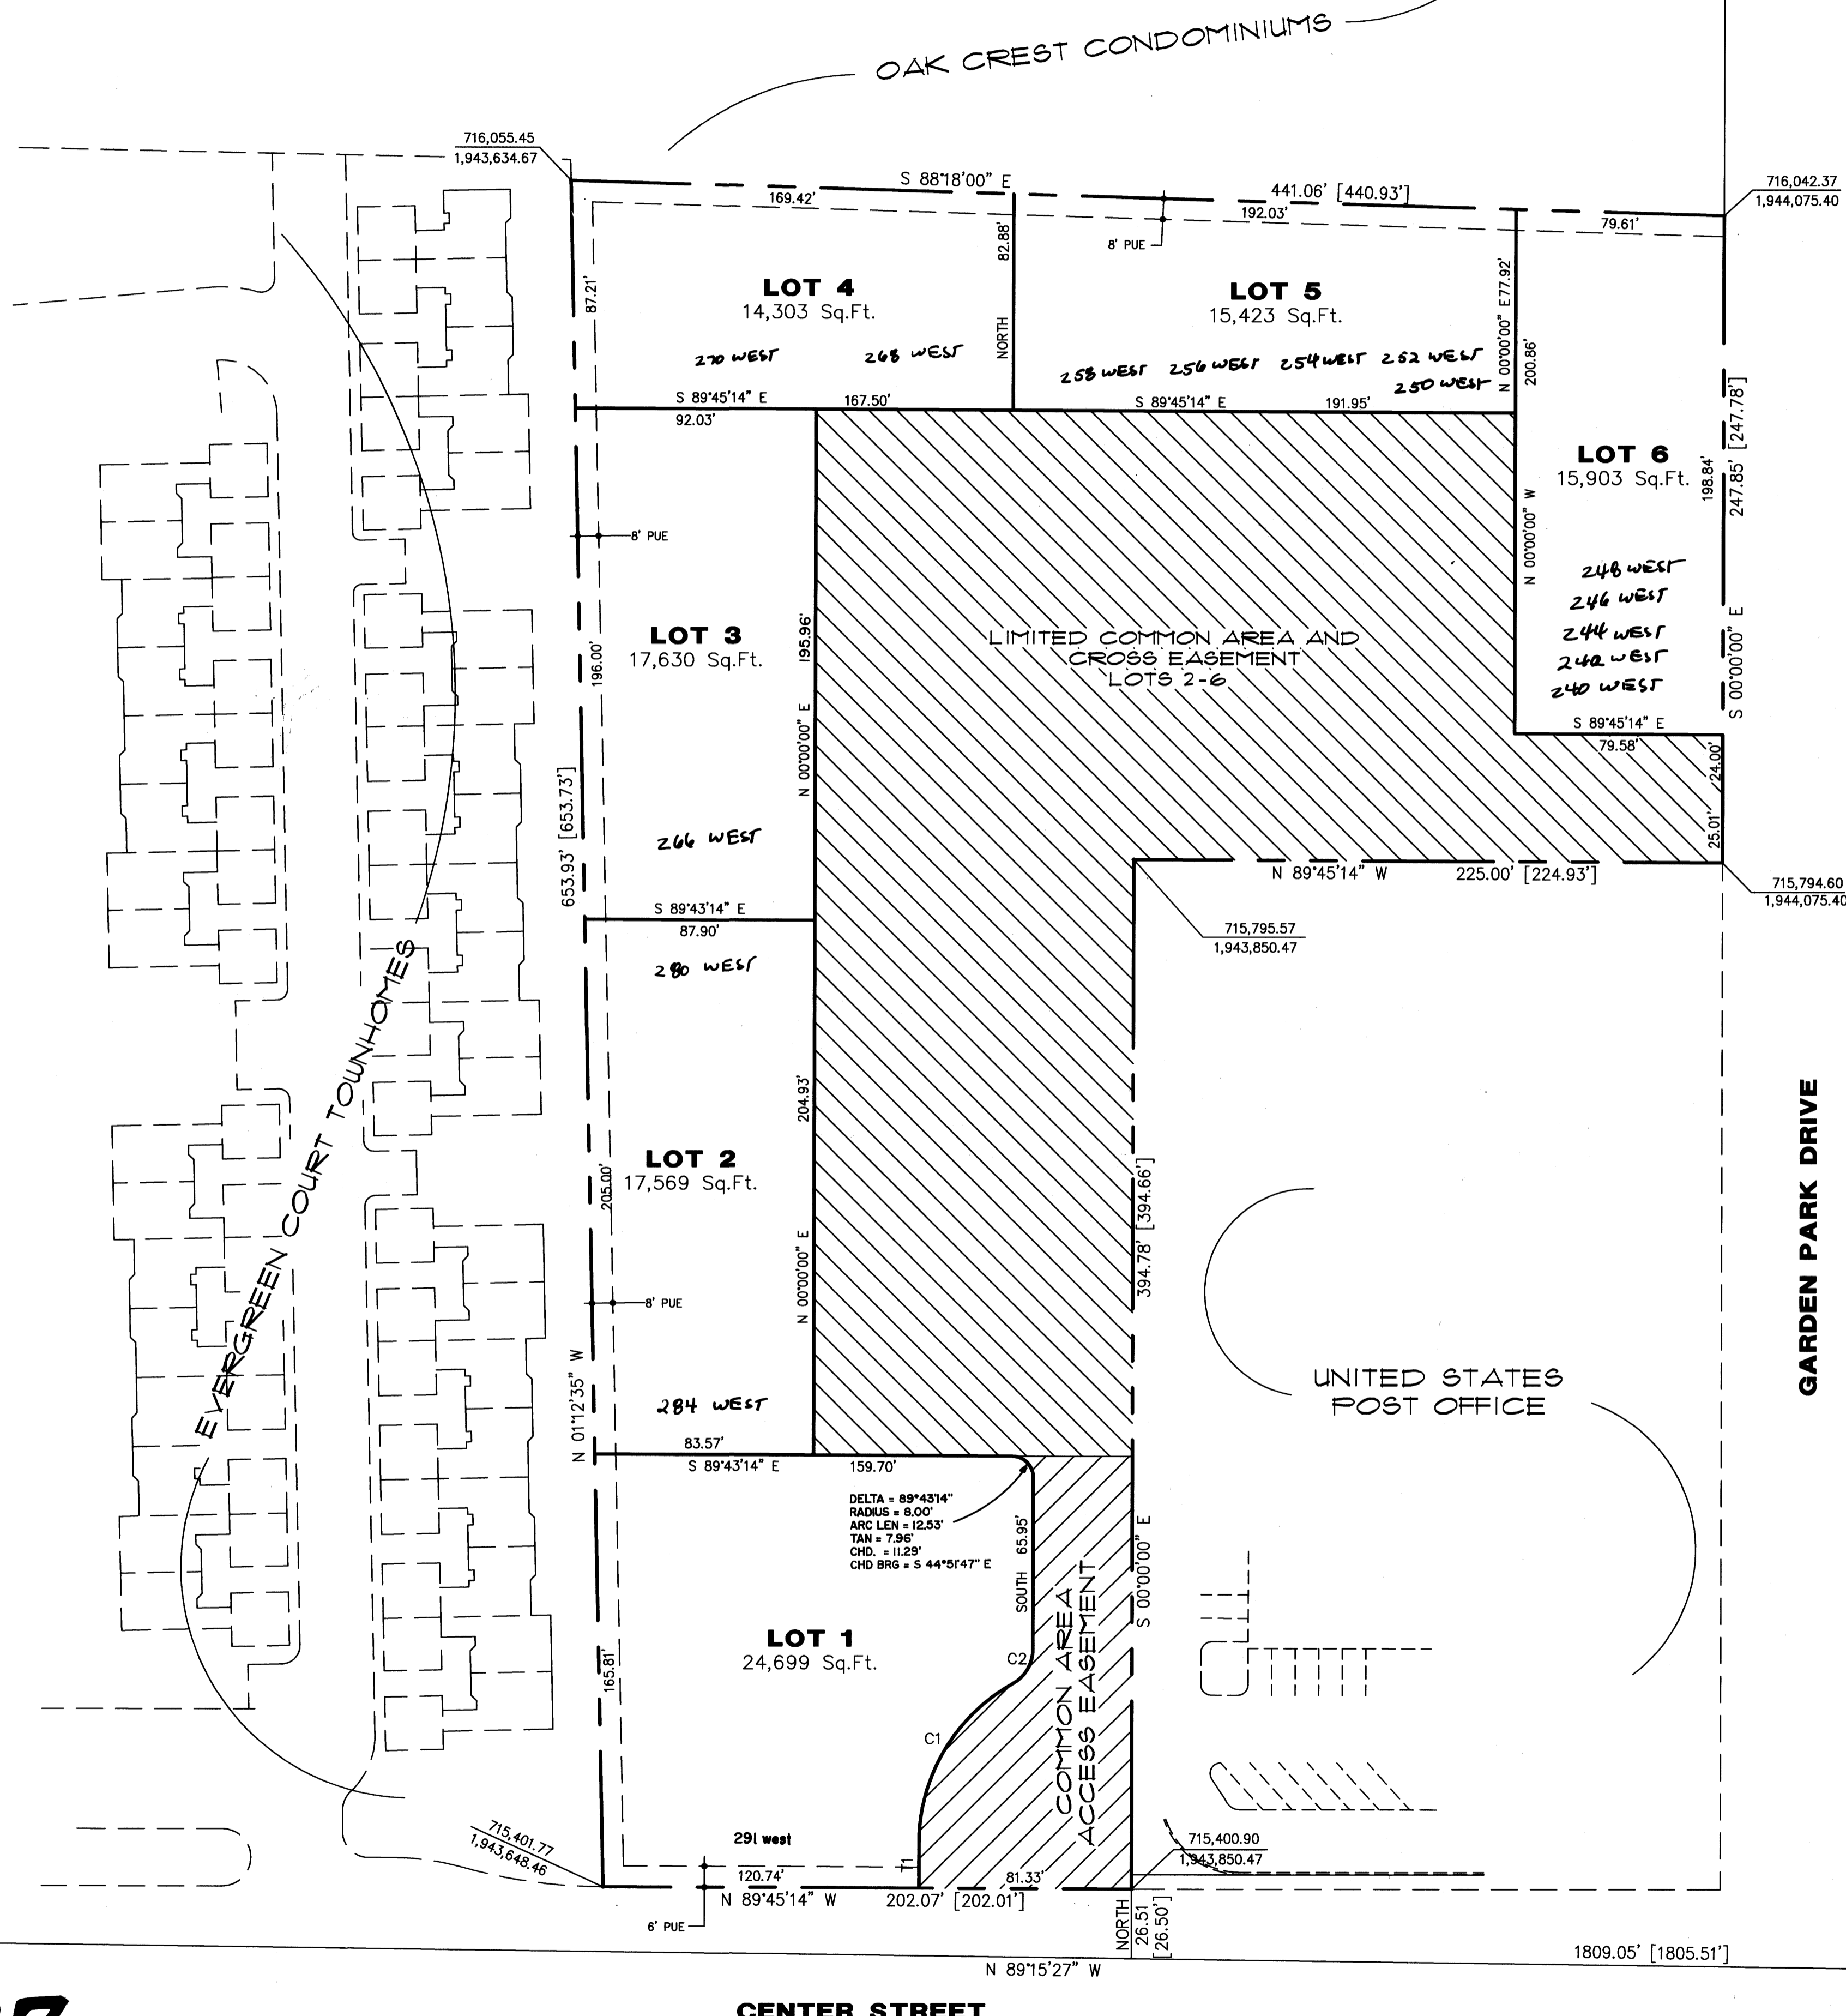 OAK CREST CONDOMINIUMS
716,055.45
1,943,634.67
S 88°18'00" E
441.06' [440.93']
716,042.37
1,944,075.40
169.42'
192.03'
79.61'
8' PUE
87.21'
82.88'
NORTH
LOT 4
14,303 Sq.Ft.
270 WEST
268 WEST
LOT 5
15,423 Sq.Ft.
258 WEST
256 WEST
254 WEST
252 WEST
250 WEST
N 00°00'00" E 77.92'
200.86'
S 89°45'14" E
167.50'
92.03'
S 89°45'14" E
191.95'
LOT 6
15,903 Sq.Ft.
198.84'
247.85' [247.78']
N 00°00'00" W
S 00°00'00" E
248 WEST
246 WEST
244 WEST
242 WEST
240 WEST
S 89°45'14" E
79.58'
24.00'
25.01'
8' PUE
LOT 3
17,630 Sq.Ft.
196.00'
195.96'
N 00°00'00" E
LIMITED COMMON AREA AND
CROSS EASEMENT
LOTS 2-6
653.93' [653.73']
266 WEST
N 89°45'14" W
225.00' [224.93']
715,794.60
1,944,075.40
715,795.57
1,943,850.47
S 89°43'14" E
87.90'
280 WEST
EVERGREEN COURT TOWNHOMES
204.93'
LOT 2
17,569 Sq.Ft.
205.00'
N 00°00'00" E
8' PUE
394.78' [394.66']
GARDEN PARK DRIVE
UNITED STATES
POST OFFICE
N 01°12'35" W
284 WEST
83.57'
S 89°43'14" E
159.70'
DELTA = 89°43'14"
RADIUS = 8.00'
ARC LEN = 12.53'
TAN = 7.96'
CHD. = 11.29'
CHD BRG = S 44°51'47" E
65.95'
SOUTH
S 00°00'00" E
LOT 1
24,699 Sq.Ft.
165.81'
C2
C1
COMMON AREA
ACCESS EASEMENT
715,401.77
1,943,648.46
291 west
T1
120.74'
81.33'
715,400.90
1,943,850.47
N 89°45'14" W
202.07' [202.01']
6' PUE
NORTH
26.51
[26.50']
1809.05' [1805.51']
N 89°15'27" W
CENTER STREET